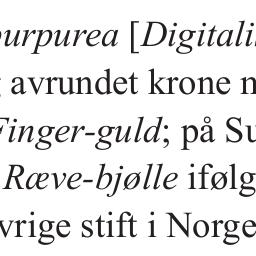 purpurea [Digitali
avrundet krone
Finger-guld; på Su
Ræve-bjølle ifølg
vrige stift i Norge